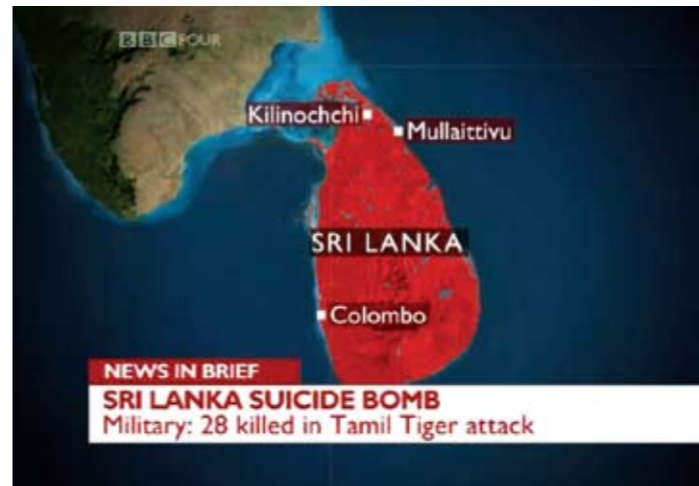 BBC FOUR
Kilinochchi
Mullaittivu
SRI LANKA
Colombo
NEWS IN BRIEF
SRI LANKA SUICIDE BOMB
Military: 28 killed in Tamil Tiger attack